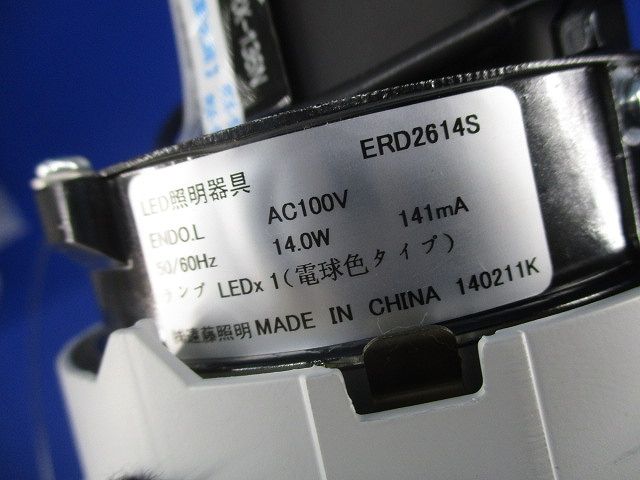 ERD2614S
LED照明器具
ENDO.L AC100V 141mA
50/60Hz 14.0W
ランプ LEDx 1(電球色タイプ)
㈱遠藤照明 MADE IN CHINA 140211K